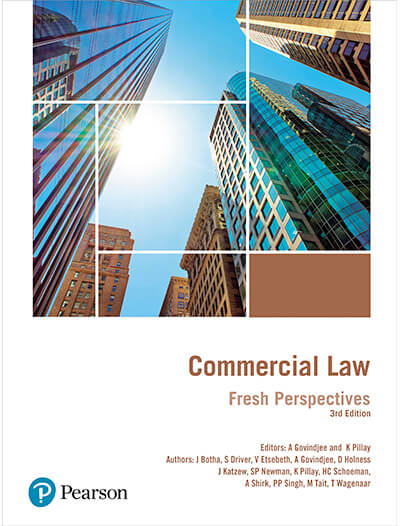 Commercial Law
Fresh Perspectives
3rd Edition
Editors: A Govindjee and K Pillay
Authors: J Botha, S Driver, V Etsebeth, A Govindjee, D Holness
J Katzew, SP Newman, K Pillay, HC Schoeman,
A Shirk, PP Singh, M Tait, T Wagenaar
P Pearson